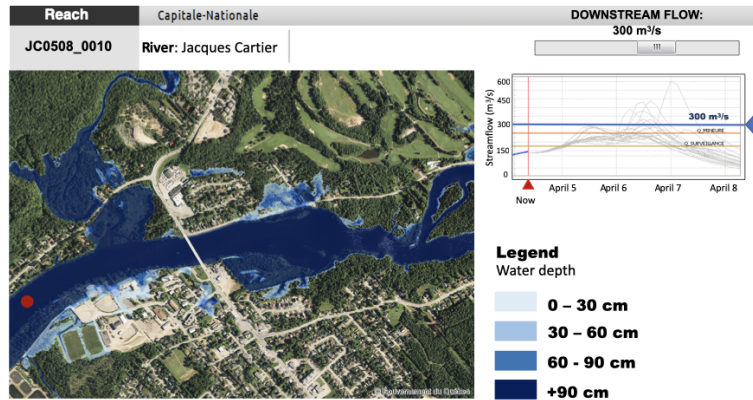 Reach
Capitale-Nationale
JC0508_0010
River: Jacques Cartier
DOWNSTREAM FLOW:
300 m³/s
Streamflow (m³/s)
600
450
300
150
0
300 m³/s
Q_MINEURE
Q_SURVEILLANCE
April 5
April 6
April 7
April 8
Now
Legend
Water depth
0 – 30 cm
30 – 60 cm
60 - 90 cm
+90 cm
© Gouvernement du Québec